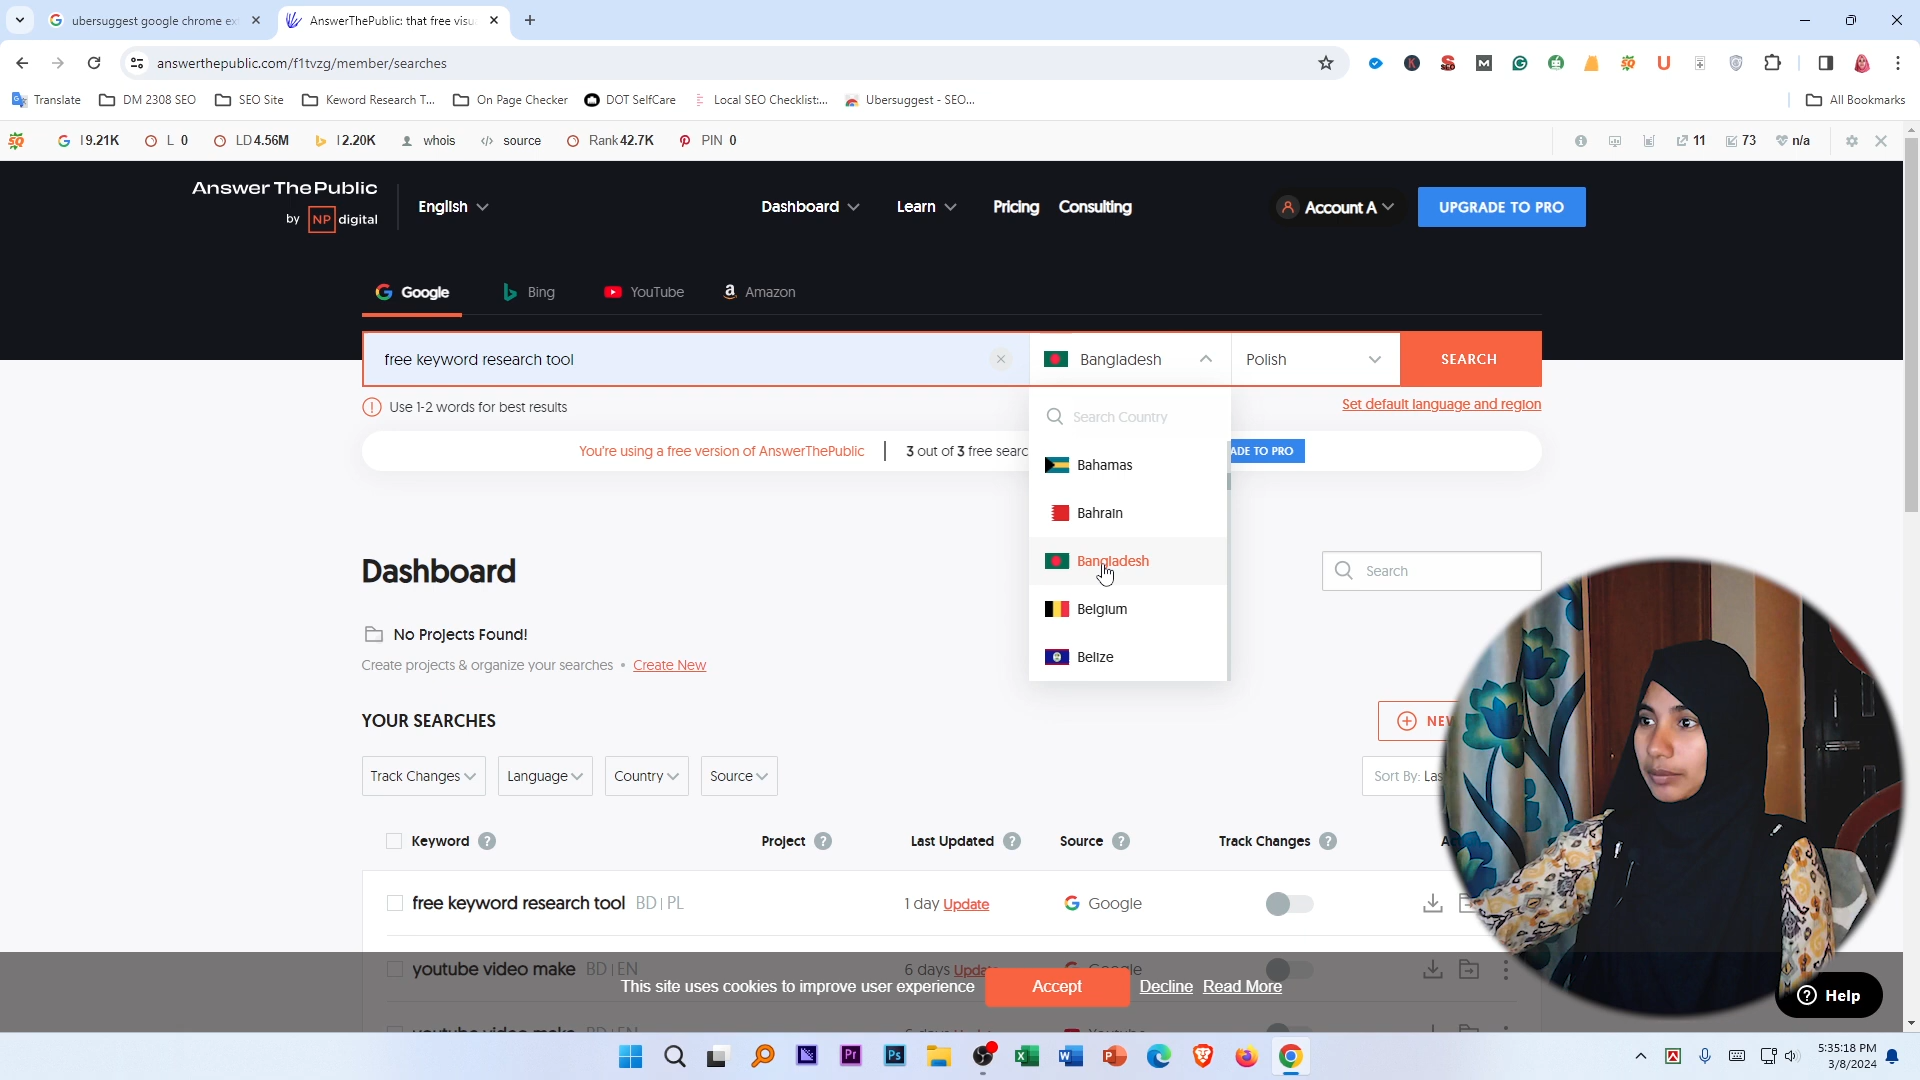 ubersuggest google chrome ex
AnswerThePublic: that free visu
answerthepublic.com/f1tvzg/member/searches
Translate
DM 2308 SEO
SEO Site
Keword Research T...
On Page Checker
DOT SelfCare
Local SEO Checklist:...
Ubersuggest - SEO...
All Bookmarks
I 9.21K
L 0
LD 4.56M
I 2.20K
whois
source
Rank 42.7K
PIN 0
11
73
n/a
AnswerThePublic
by NP digital
English
Dashboard
Learn
Pricing
Consulting
Account A
UPGRADE TO PRO
Google
Bing
YouTube
Amazon
free keyword research tool
Bangladesh
Polish
SEARCH
Use 1-2 words for best results
Set default language and region
Search Country
You're using a free version of AnswerThePublic
3 out of 3 free searc
ADE TO PRO
Bahamas
Bahrain
Bangladesh
Belgium
Belize
Dashboard
Search
No Projects Found!
Create projects & organize your searches • Create New
YOUR SEARCHES
NEW
Track Changes
Language
Country
Source
Sort By: Las
Keyword
Project
Last Updated
Source
Track Changes
free keyword research tool BD | PL
1 day Update
Google
youtube video make BD | EN
6 days Update
Google
This site uses cookies to improve user experience
Accept
Decline
Read More
Help
5:35:18 PM
3/8/2024